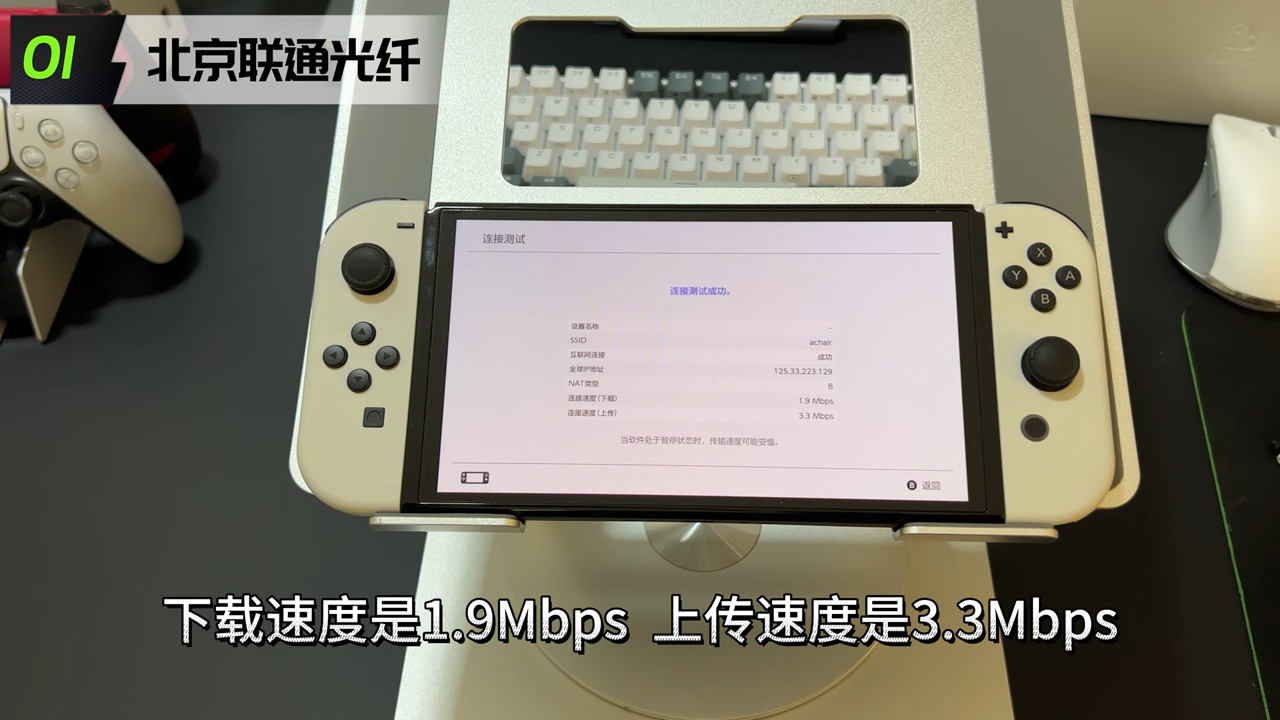 01 北京联通光纤
连接测试
连接测试成功。
设置名称 -
SSID achair
互联网连接 成功
全球IP地址 125.33.223.129
NAT类型 B
连接速度(下载) 1.9 Mbps
连接速度(上传) 3.3 Mbps
当软件处于暂停状态时，传输速度可能变慢。
B 返回
X
Y A
B
下载速度是1.9Mbps 上传速度是3.3Mbps